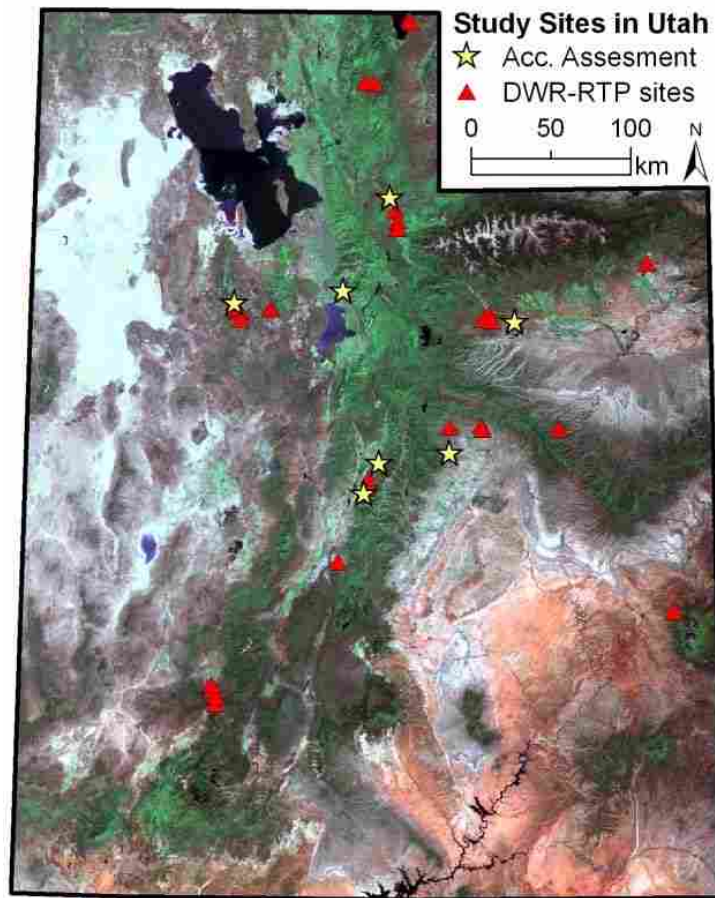 Study Sites in Utah
Acc. Assesment
DWR-RTP sites
0 50 100
N
km